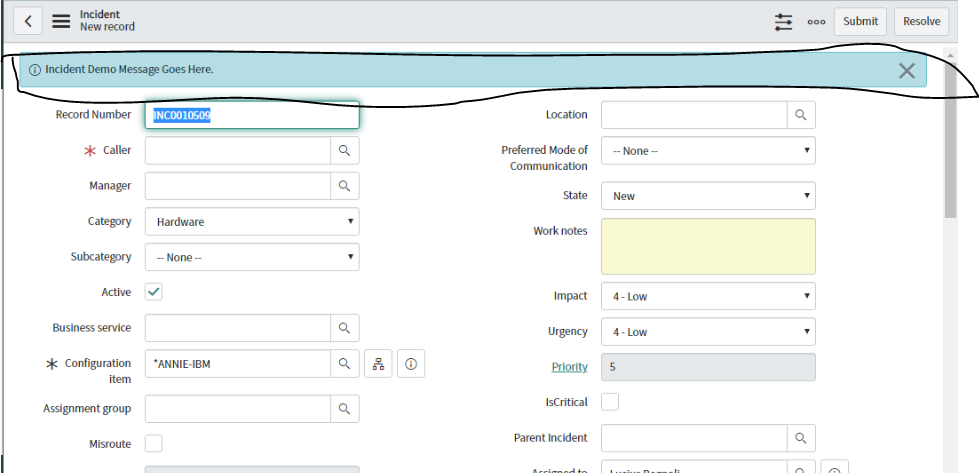 Incident
New record
Submit
Resolve
Incident Demo Message Goes Here.
Record Number
INC0010509
Caller
Manager
Category
Hardware
Subcategory
-- None --
Active
Business service
Configuration
item
*ANNIE-IBM
Assignment group
Misroute
Location
Preferred Mode of
Communication
-- None --
State
New
Work notes
Impact
4 - Low
Urgency
4 - Low
Priority
5
IsCritical
Parent Incident
Assigned to